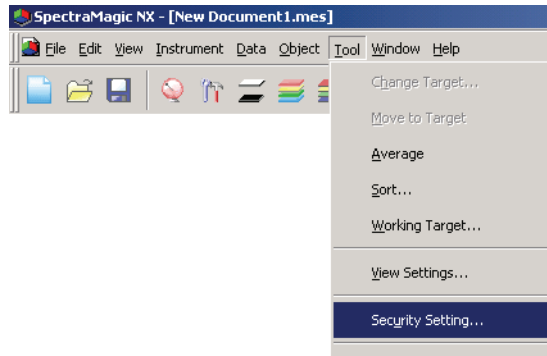 SpectraMagic NX - [New Document1.mes]
File Edit View Instrument Data Object Tool Window Help
Change Target...
Move to Target
Average
Sort...
Working Target...
View Settings...
Security Setting...